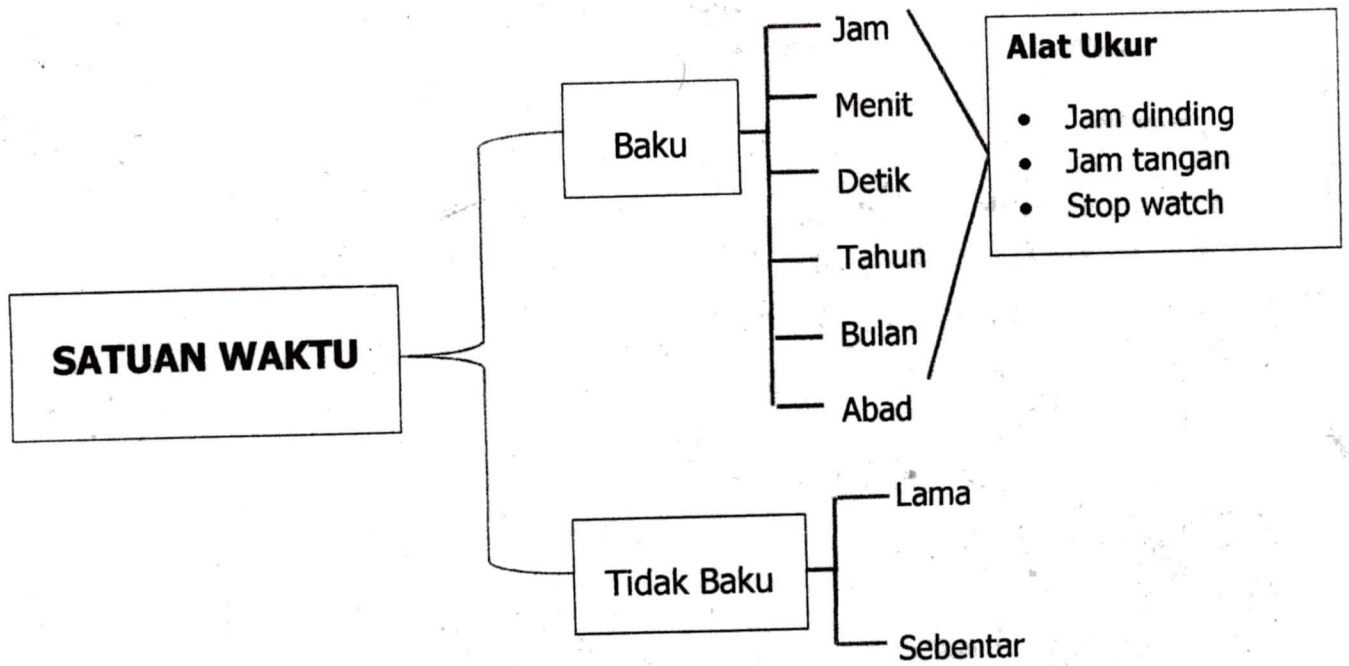 SATUAN WAKTU
Baku
Jam
Menit
Detik
Tahun
Bulan
Abad
Alat Ukur
• Jam dinding
• Jam tangan
• Stop watch
Tidak Baku
Lama
Sebentar